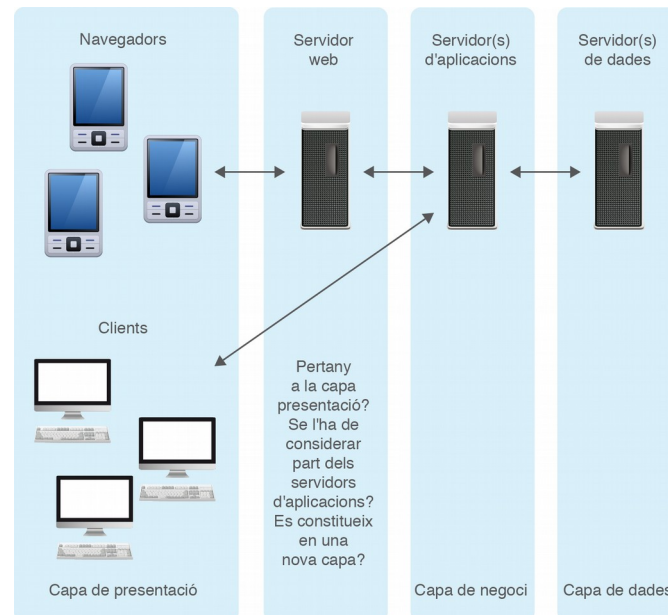 Navegadors
Servidor
web
Servidor(s)
d'aplicacions
Servidor(s)
de dades
Clients
Pertany
a la capa
presentació?
Se l'ha de
considerar
part dels
servidors
d'aplicacions?
Es constitueix
en una
nova capa?
Capa de presentació
Capa de negoci
Capa de dades